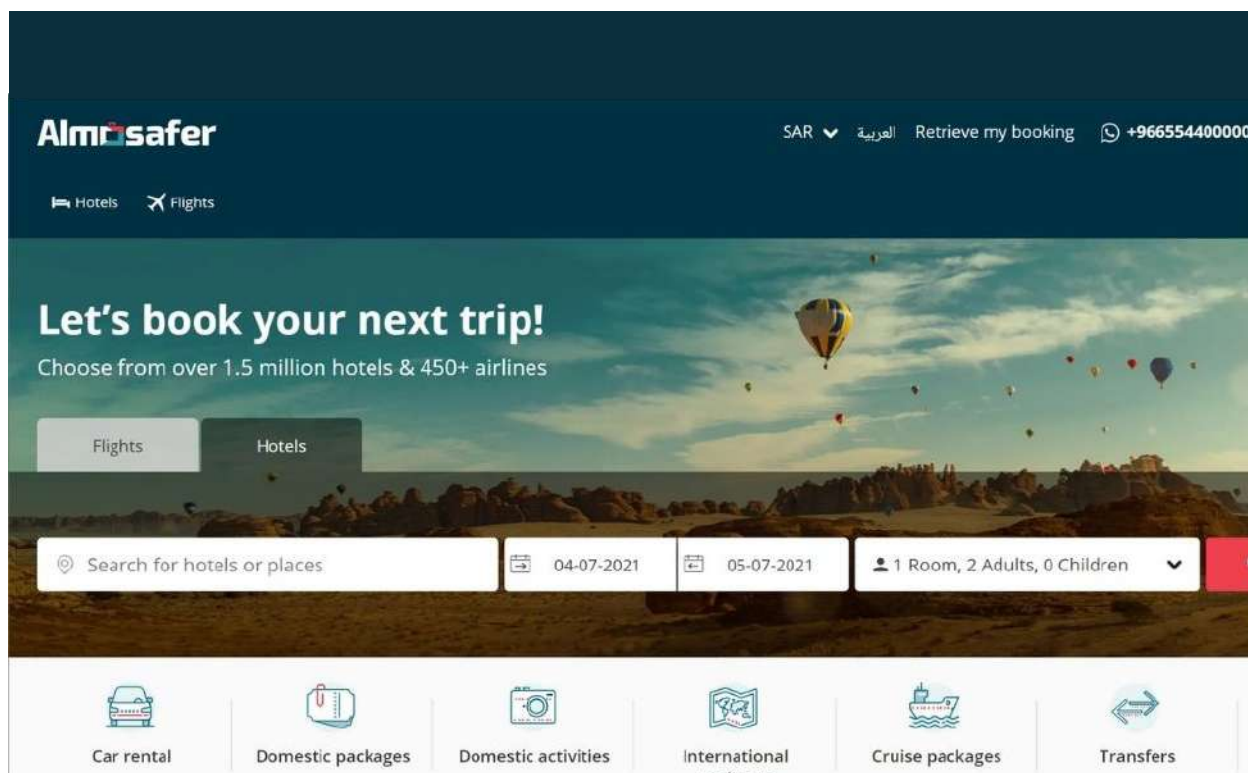 Almosafer
SAR العربية Retrieve my booking +966554400000
Hotels Flights
Let's book your next trip!
Choose from over 1.5 million hotels & 450+ airlines
Flights Hotels
Search for hotels or places 04-07-2021 05-07-2021 1 Room, 2 Adults, 0 Children
Car rental Domestic packages Domestic activities International Cruise packages Transfers